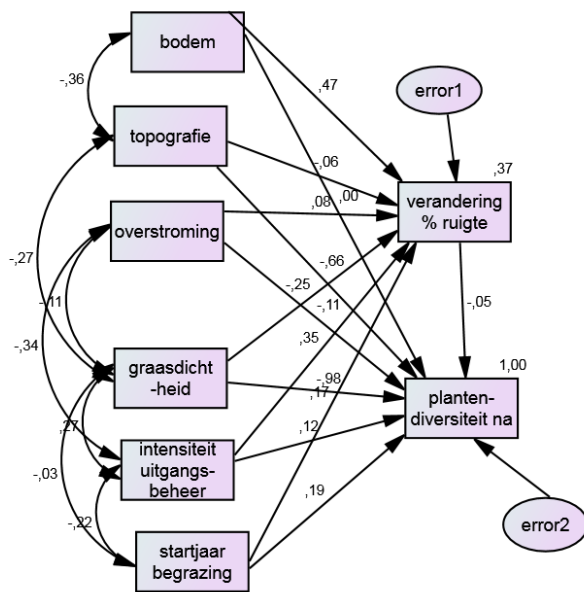 bodem
-,36
,47
error1
topografie
-,06
,00
,37
verandering
% ruigte
overstroming
,08
-,27
-,11
-,34
-,66
-,25
-,11
,35
-,05
1,00
graasdicht
-heid
-,98
,17
planten-
diversiteit na
,27
-,03
intensiteit
uitgangs-
beheer
,12
-,22
,19
startjaar
begrazing
error2